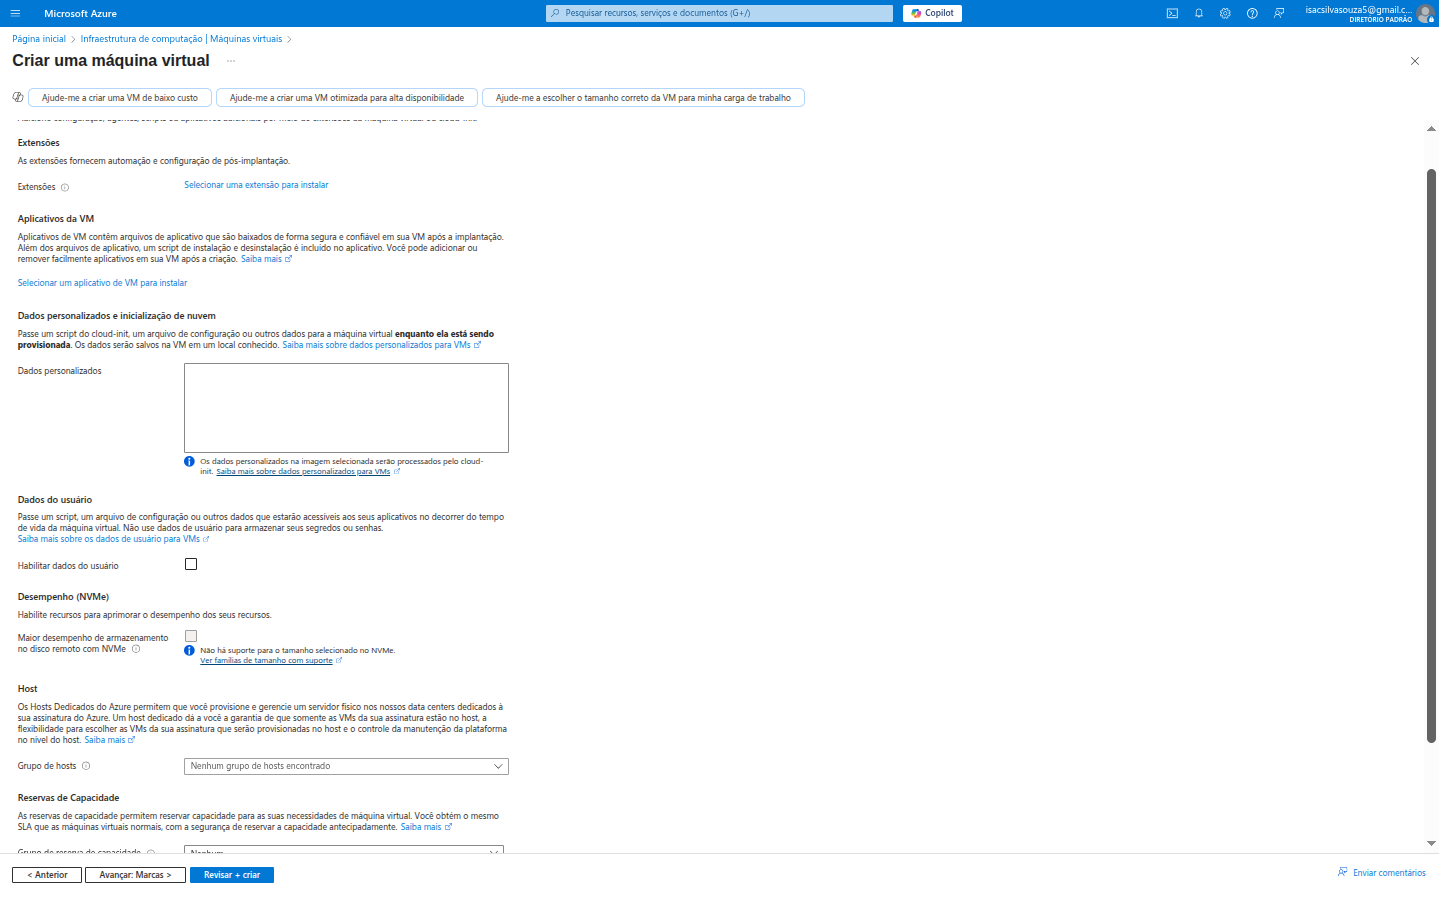 Microsoft Azure
Pesquisar recursos, serviços e documentos (G+/)
Copilot
isacsilvasouza5@gmail.c...
DIRETÓRIO PADRÃO
Página inicial > Infraestrutura de computação | Máquinas virtuais >
Criar uma máquina virtual ...
Ajude-me a criar uma VM de baixo custo
Ajude-me a criar uma VM otimizada para alta disponibilidade
Ajude-me a escolher o tamanho correto da VM para minha carga de trabalho
Extensões
As extensões fornecem automação e configuração de pós-implantação.
Extensões
Selecionar uma extensão para instalar
Aplicativos da VM
Aplicativos de VM contêm arquivos de aplicativo que são baixados de forma segura e confiável em sua VM após a implantação.
Além dos arquivos de aplicativo, um script de instalação e desinstalação é incluído no aplicativo. Você pode adicionar ou
remover facilmente aplicativos em sua VM após a criação. Saiba mais
Selecionar um aplicativo de VM para instalar
Dados personalizados e inicialização de nuvem
Passe um script do cloud-init, um arquivo de configuração ou outros dados para a máquina virtual enquanto ela está sendo
provisionada. Os dados serão salvos na VM em um local conhecido. Saiba mais sobre dados personalizados para VMs
Dados personalizados
Os dados personalizados na imagem selecionada serão processados pelo cloud-
init. Saiba mais sobre dados personalizados para VMs
Dados do usuário
Passe um script, um arquivo de configuração ou outros dados que estarão acessíveis aos seus aplicativos no decorrer do tempo
de vida da máquina virtual. Não use dados de usuário para armazenar seus segredos ou senhas.
Saiba mais sobre os dados de usuário para VMs
Habilitar dados do usuário
Desempenho (NVMe)
Habilite recursos para aprimorar o desempenho dos seus recursos.
Maior desempenho de armazenamento
no disco remoto com NVMe
Não há suporte para o tamanho selecionado no NVMe.
Ver famílias de tamanho com suporte
Host
Os Hosts Dedicados do Azure permitem que você provisione e gerencie um servidor físico nos nossos data centers dedicados à
sua assinatura do Azure. Um host dedicado dá a você a garantia de que somente as VMs da sua assinatura estão no host, a
flexibilidade para escolher as VMs da sua assinatura que serão provisionadas no host e o controle da manutenção da plataforma
no nível do host. Saiba mais
Grupo de hosts
Nenhum grupo de hosts encontrado
Reservas de Capacidade
As reservas de capacidade permitem reservar capacidade para as suas necessidades de máquina virtual. Você obtém o mesmo
SLA que as máquinas virtuais normais, com a segurança de reservar a capacidade antecipadamente. Saiba mais
Grupo de reserva de capacidade
Nenhum
< Anterior
Avançar: Marcas >
Revisar + criar
Enviar comentários